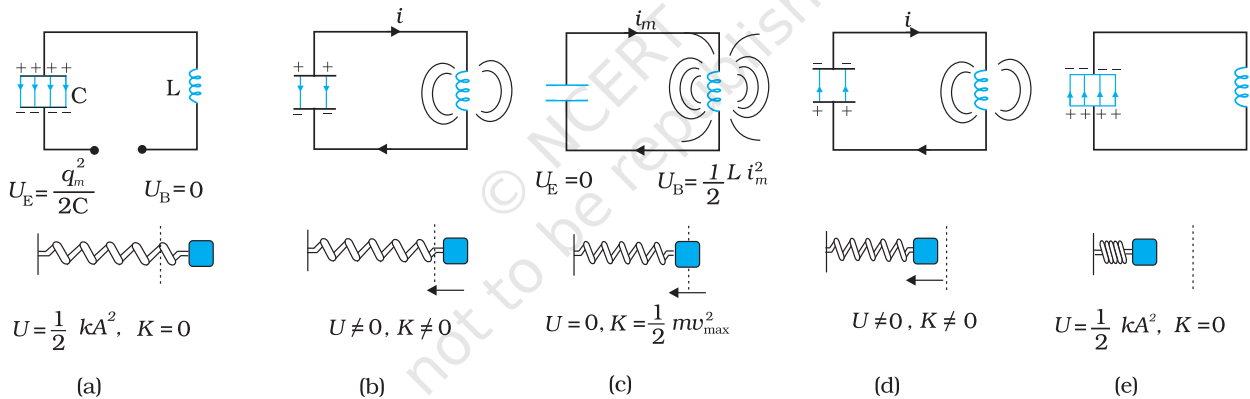 i
i_m
i
+ + + +
C
− − − −
L
+ +
− −
− −
+ +
− − − −
+ + + +
U_E = q_m^2 / 2C
U_B = 0
U_E = 0
U_B = 1/2 L i_m^2
U = 1/2 kA^2, K = 0
U ≠ 0, K ≠ 0
U = 0, K = 1/2 mv_max^2
U ≠ 0, K ≠ 0
U = 1/2 kA^2, K = 0
(a)
(b)
(c)
(d)
(e)
© NCERT
not to be republish